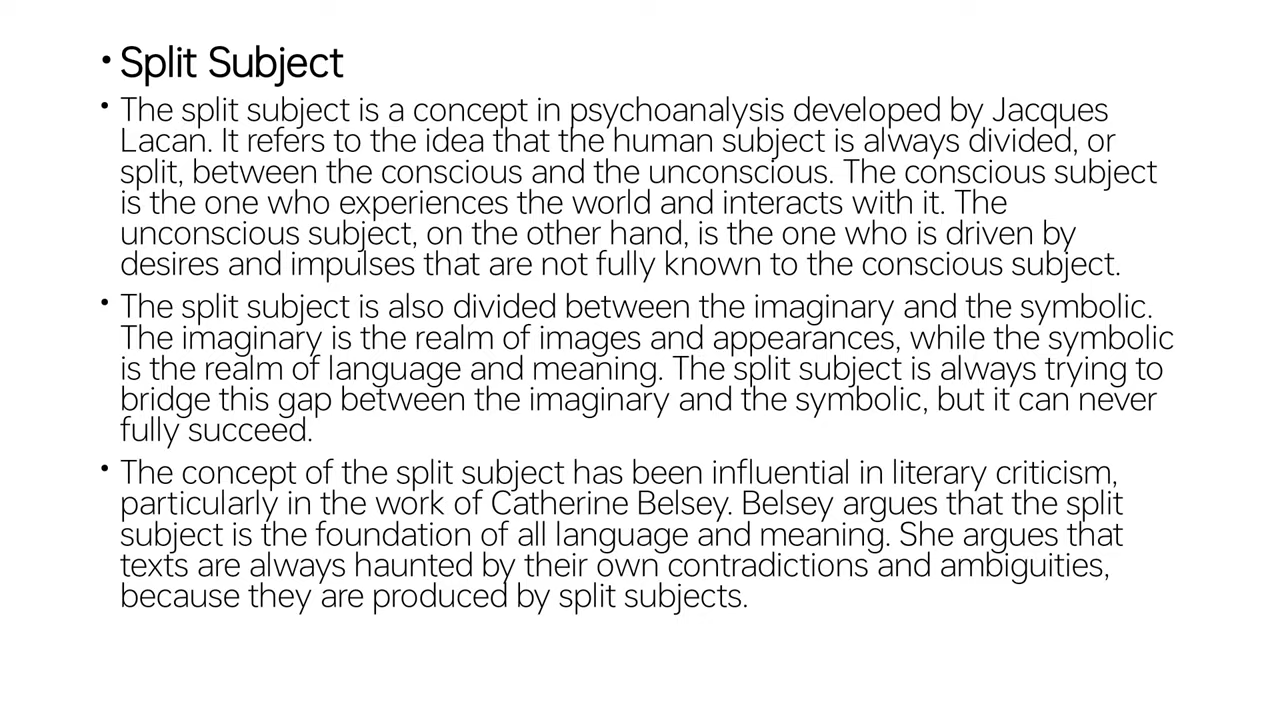 • Split Subject
• The split subject is a concept in psychoanalysis developed by Jacques
Lacan. It refers to the idea that the human subject is always divided, or
split, between the conscious and the unconscious. The conscious subject
is the one who experiences the world and interacts with it. The
unconscious subject, on the other hand, is the one who is driven by
desires and impulses that are not fully known to the conscious subject.
• The split subject is also divided between the imaginary and the symbolic.
The imaginary is the realm of images and appearances, while the symbolic
is the realm of language and meaning. The split subject is always trying to
bridge this gap between the imaginary and the symbolic, but it can never
fully succeed.
• The concept of the split subject has been influential in literary criticism,
particularly in the work of Catherine Belsey. Belsey argues that the split
subject is the foundation of all language and meaning. She argues that
texts are always haunted by their own contradictions and ambiguities,
because they are produced by split subjects.